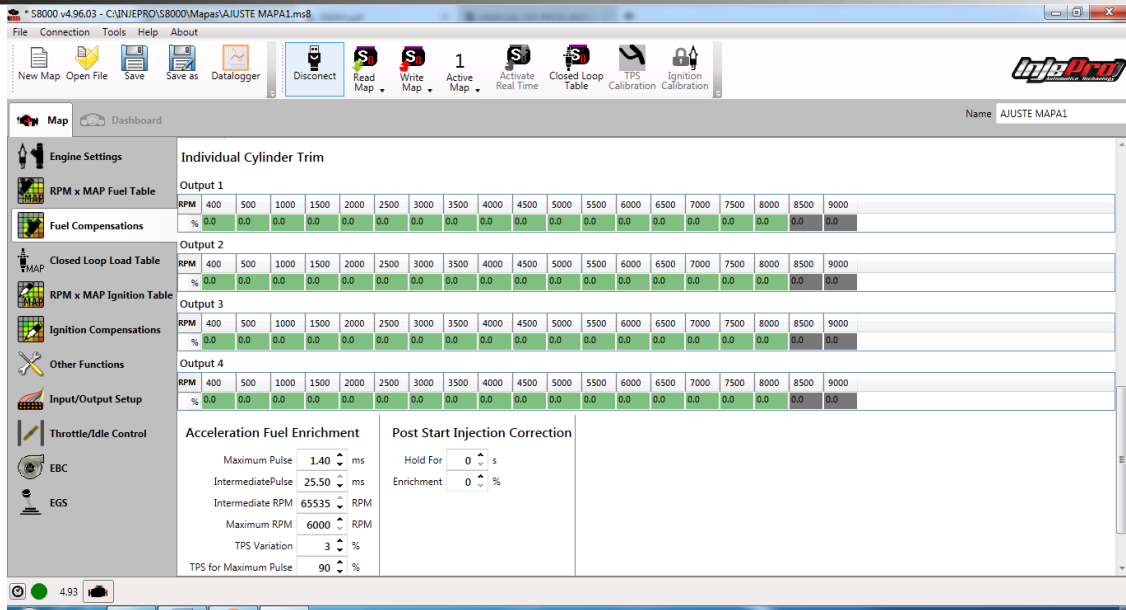 * S8000 v4.96.03 - C:\INJEPRO\S8000\Mapas\AJUSTE MAPA1.ms8
File Connection Tools Help About
New Map Open File Save Save as Datalogger Disconect Read Map Write Map 1 Active Map Activate Real Time Closed Loop Table TPS Calibration Ignition Calibration
InjePro
Automotive Technology
Map Dashboard Name AJUSTE MAPA1
Engine Settings
RPM x MAP Fuel Table
Fuel Compensations
Closed Loop Load Table
RPM x MAP Ignition Table
Ignition Compensations
Other Functions
Input/Output Setup
Throttle/Idle Control
EBC
EGS
Individual Cylinder Trim
Output 1
RPM 400 500 1000 1500 2000 2500 3000 3500 4000 4500 5000 5500 6000 6500 7000 7500 8000 8500 9000
% 0.0 0.0 0.0 0.0 0.0 0.0 0.0 0.0 0.0 0.0 0.0 0.0 0.0 0.0 0.0 0.0 0.0 0.0 0.0
Output 2
RPM 400 500 1000 1500 2000 2500 3000 3500 4000 4500 5000 5500 6000 6500 7000 7500 8000 8500 9000
% 0.0 0.0 0.0 0.0 0.0 0.0 0.0 0.0 0.0 0.0 0.0 0.0 0.0 0.0 0.0 0.0 0.0 0.0 0.0
Output 3
RPM 400 500 1000 1500 2000 2500 3000 3500 4000 4500 5000 5500 6000 6500 7000 7500 8000 8500 9000
% 0.0 0.0 0.0 0.0 0.0 0.0 0.0 0.0 0.0 0.0 0.0 0.0 0.0 0.0 0.0 0.0 0.0 0.0 0.0
Output 4
RPM 400 500 1000 1500 2000 2500 3000 3500 4000 4500 5000 5500 6000 6500 7000 7500 8000 8500 9000
% 0.0 0.0 0.0 0.0 0.0 0.0 0.0 0.0 0.0 0.0 0.0 0.0 0.0 0.0 0.0 0.0 0.0 0.0 0.0
Acceleration Fuel Enrichment
Maximum Pulse 1.40 ms
IntermediatePulse 25.50 ms
Intermediate RPM 65535 RPM
Maximum RPM 6000 RPM
TPS Variation 3 %
TPS for Maximum Pulse 90 %
Post Start Injection Correction
Hold For 0 s
Enrichment 0 %
4.93